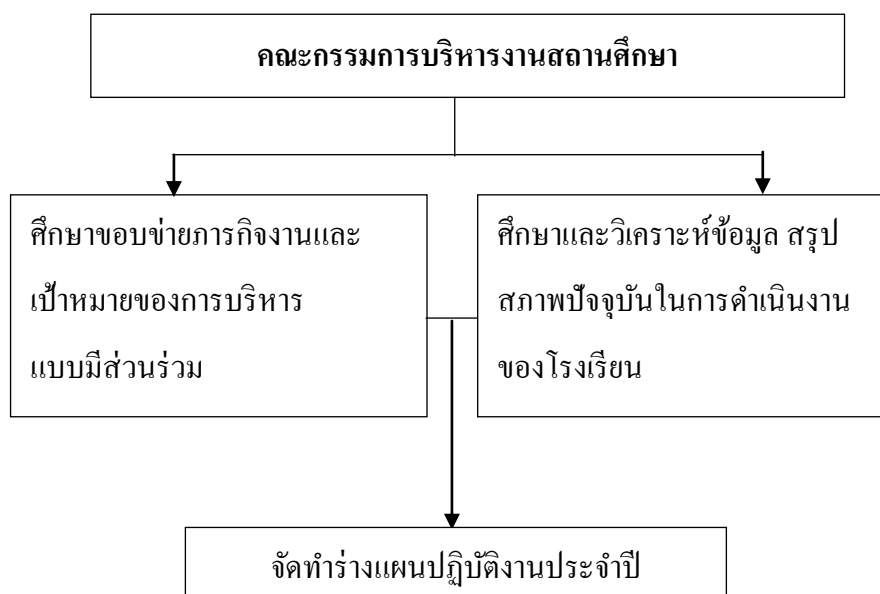 คณะกรรมการบริหารงานสถานศึกษา
ศึกษาขอบข่ายภารกิจงานและ
เป้าหมายของการบริหาร
แบบมีส่วนร่วม
ศึกษาและวิเคราะห์ข้อมูล สรุป
สภาพปัจจุบันในการดำเนินงาน
ของโรงเรียน
จัดทำร่างแผนปฏิบัติงานประจำปี